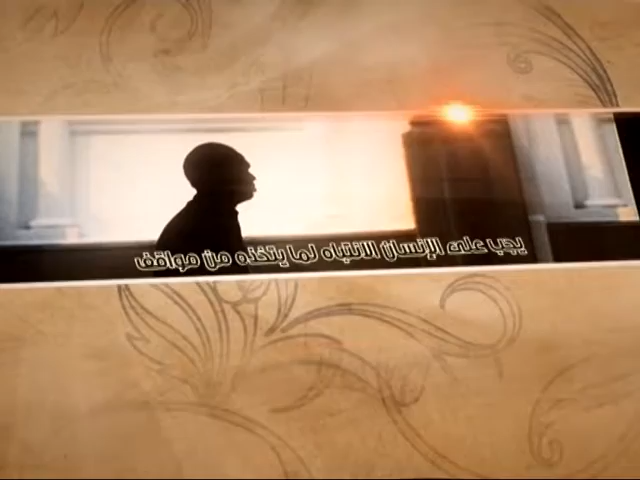 يجب على الإنسان الانتباه لما يتخذه من مواقف